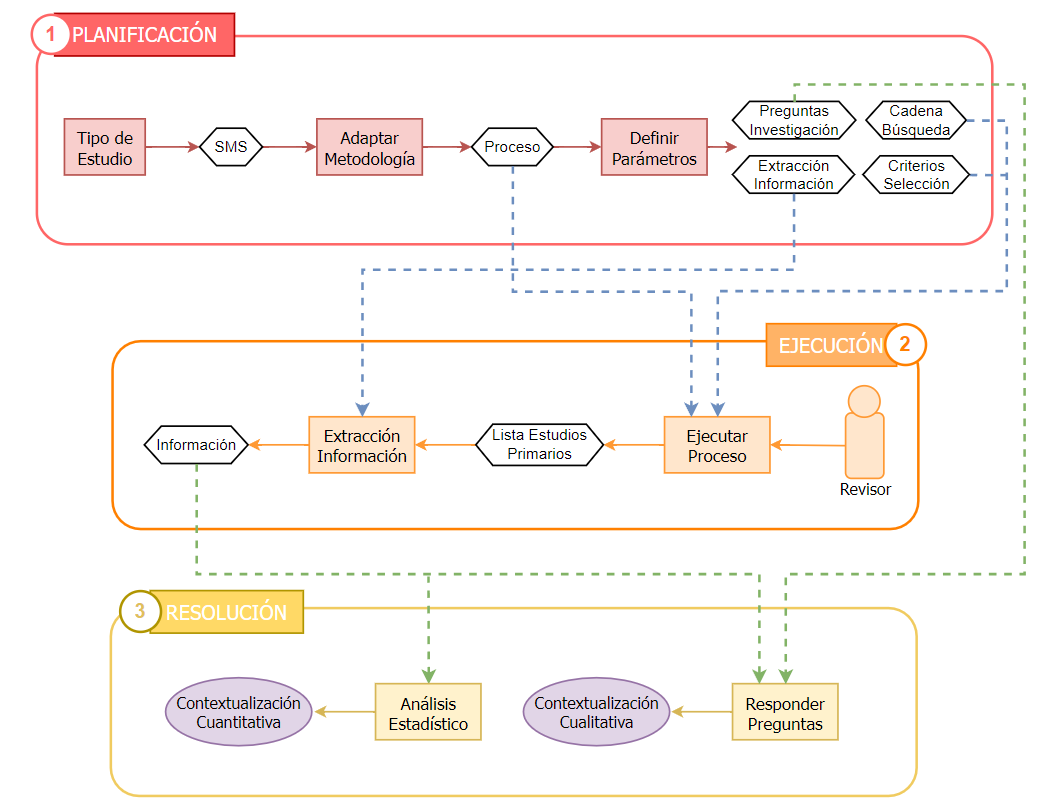 1 PLANIFICACIÓN
Tipo de
Estudio
SMS
Adaptar
Metodología
Proceso
Definir
Parámetros
Preguntas
Investigación
Cadena
Búsqueda
Extracción
Información
Criterios
Selección
EJECUCIÓN 2
Información
Extracción
Información
Lista Estudios
Primarios
Ejecutar
Proceso
Revisor
3 RESOLUCIÓN
Contextualización
Cuantitativa
Análisis
Estadístico
Contextualización
Cualitativa
Responder
Preguntas